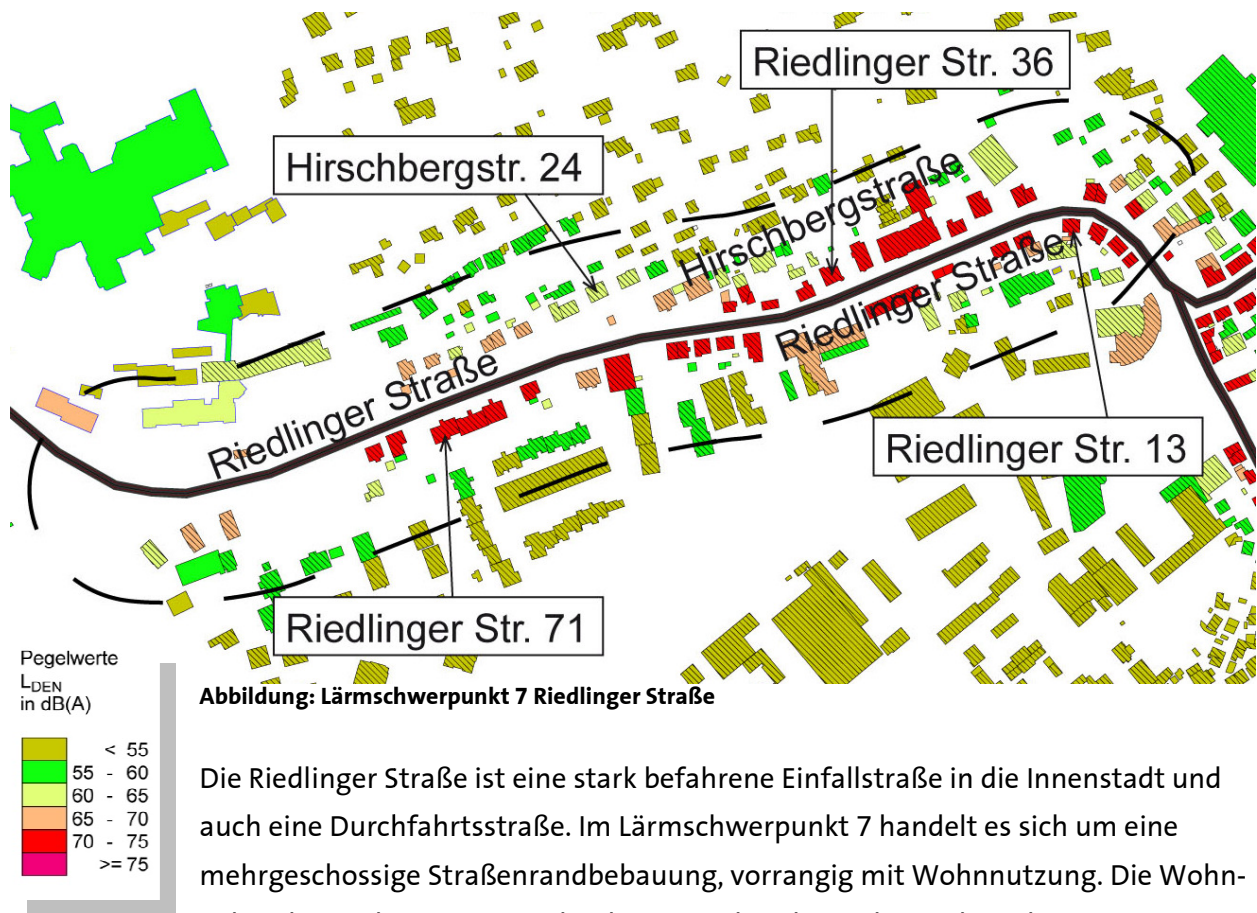 Riedlinger Str. 36
Hirschbergstr. 24
Hirschbergstraße
Riedlinger Straße
Riedlinger Straße
Riedlinger Str. 13
Riedlinger Str. 71
Pegelwerte
LDEN
in dB(A)
< 55
55 - 60
60 - 65
65 - 70
70 - 75
>= 75
Abbildung: Lärmschwerpunkt 7 Riedlinger Straße
Die Riedlinger Straße ist eine stark befahrene Einfallstraße in die Innenstadt und
auch eine Durchfahrtsstraße. Im Lärmschwerpunkt 7 handelt es sich um eine
mehrgeschossige Straßenrandbebauung, vorrangig mit Wohnnutzung. Die Wohn-